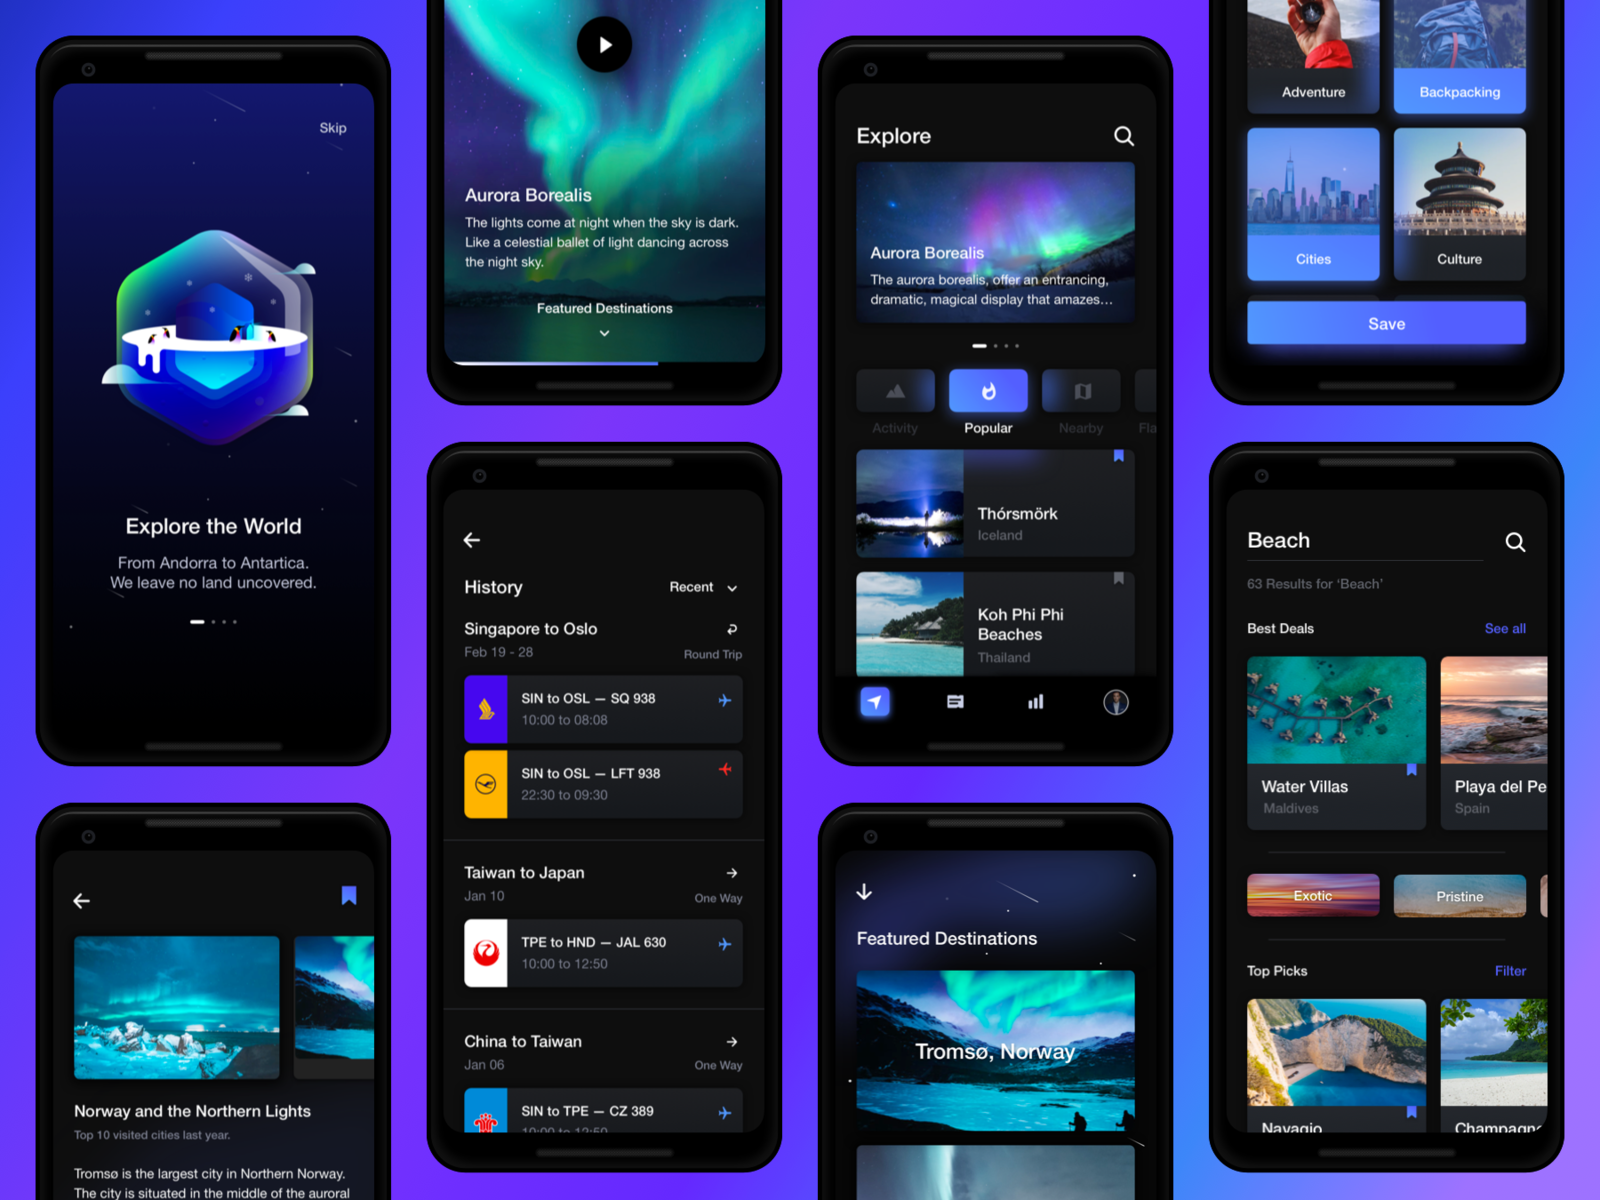 Skip
Explore the World
From Andorra to Antartica.
We leave no land uncovered.
Norway and the Northern Lights
Top 10 visited cities last year.
Tromsø is the largest city in Northern Norway.
The city is situated in the middle of the auroral
Aurora Borealis
The lights come at night when the sky is dark.
Like a celestial ballet of light dancing across
the night sky.
Featured Destinations
History
Recent
Singapore to Oslo
Feb 19 - 28
Round Trip
SIN to OSL — SQ 938
10:00 to 08:08
SIN to OSL — LFT 938
22:30 to 09:30
Taiwan to Japan
Jan 10
One Way
TPE to HND — JAL 630
10:00 to 12:50
China to Taiwan
Jan 06
One Way
SIN to TPE — CZ 389
10:00 to 12:50
Explore
Aurora Borealis
The aurora borealis, offer an entrancing,
dramatic, magical display that amazes...
Activity
Popular
Nearby
Fla
Thórsmörk
Iceland
Koh Phi Phi
Beaches
Thailand
Featured Destinations
Tromsø, Norway
Adventure
Backpacking
Cities
Culture
Save
Beach
63 Results for ‘Beach’
Best Deals
See all
Water Villas
Maldives
Playa del Pe
Spain
Exotic
Pristine
Top Picks
Filter
Navagio
Champagne